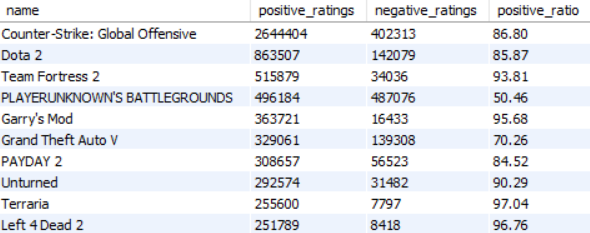 name positive_ratings negative_ratings positive_ratio
Counter-Strike: Global Offensive 2644404 402313 86.80
Dota 2 863507 142079 85.87
Team Fortress 2 515879 34036 93.81
PLAYERUNKNOWN'S BATTLEGROUNDS 496184 487076 50.46
Garry's Mod 363721 16433 95.68
Grand Theft Auto V 329061 139308 70.26
PAYDAY 2 308657 56523 84.52
Unturned 292574 31482 90.29
Terraria 255600 7797 97.04
Left 4 Dead 2 251789 8418 96.76